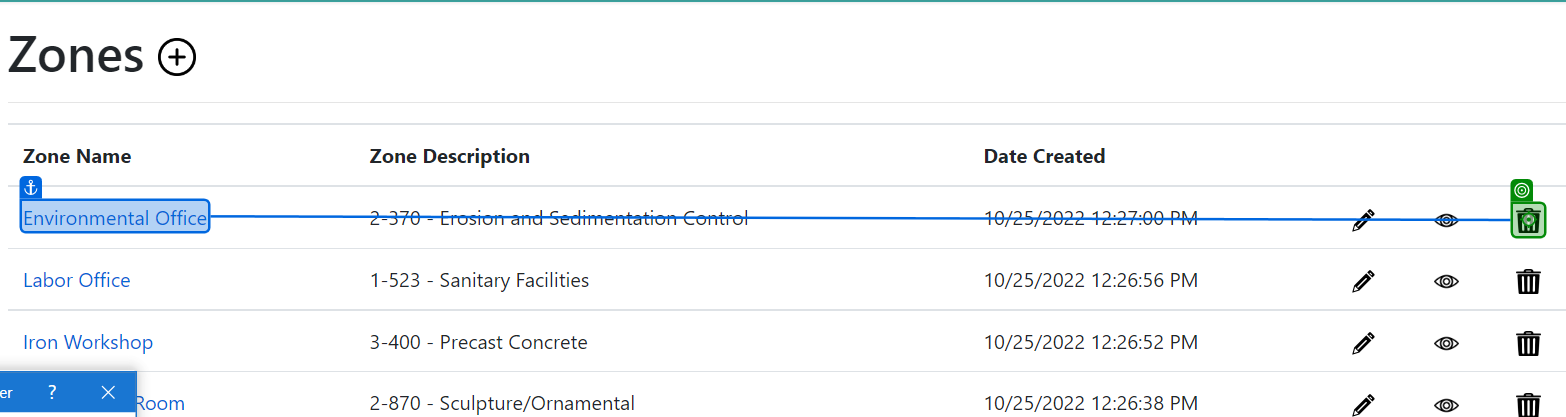 Zones
Zone Name Zone Description Date Created
Environmental Office 2-370 - Erosion and Sedimentation Control 10/25/2022 12:27:00 PM
Labor Office 1-523 - Sanitary Facilities 10/25/2022 12:26:56 PM
Iron Workshop 3-400 - Precast Concrete 10/25/2022 12:26:52 PM
er ?
Room 2-870 - Sculpture/Ornamental 10/25/2022 12:26:38 PM